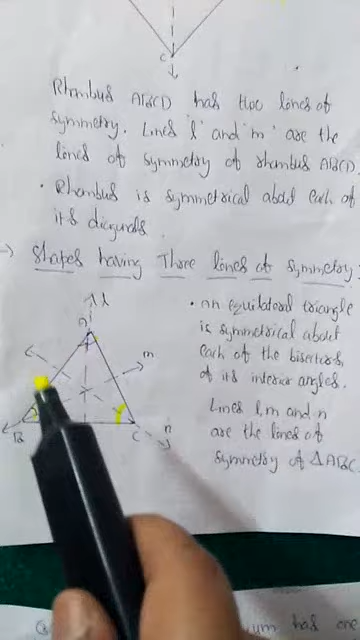 C
Rhombus ABCD has two lines of
symmetry. Lines 'l' and 'm' are the
lines of symmetry of rhombus ABCD.
• Rhombus is symmetrical about each of
its diagonals.
→ Shapes having Three lines of symmetry:
l
A
m
B
C
n
• An equilateral triangle
is symmetrical about
each of the bisectors
of its interior angles.
Lines l, m and n
are the lines of
symmetry of ΔABC.
has one